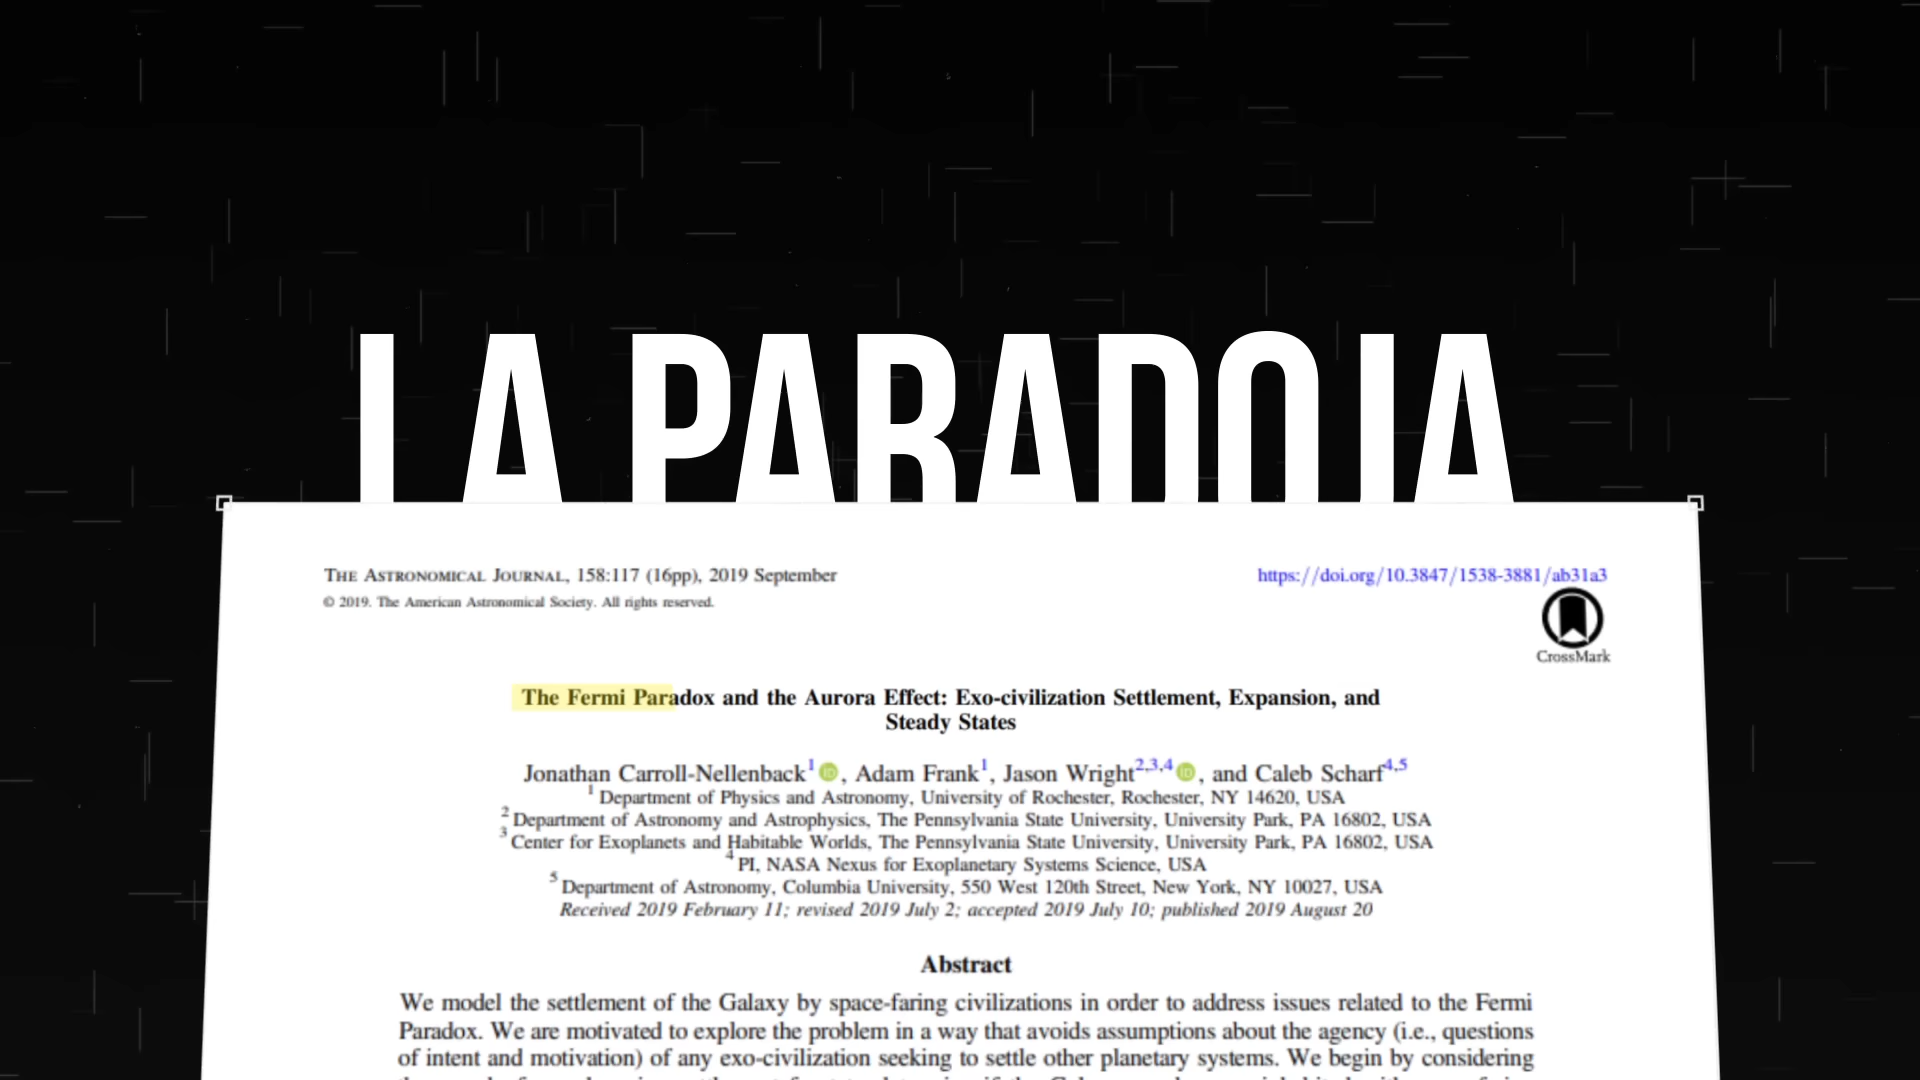 LA PARADOJA
THE ASTRONOMICAL JOURNAL, 158:117 (16pp), 2019 September
https://doi.org/10.3847/1538-3881/ab31a3
© 2019. The American Astronomical Society. All rights reserved.
CrossMark
The Fermi Paradox and the Aurora Effect: Exo-civilization Settlement, Expansion, and
Steady States
Jonathan Carroll-Nellenback1 iD, Adam Frank1, Jason Wright2,3,4 iD, and Caleb Scharf4,5
1 Department of Physics and Astronomy, University of Rochester, Rochester, NY 14620, USA
2 Department of Astronomy and Astrophysics, The Pennsylvania State University, University Park, PA 16802, USA
3 Center for Exoplanets and Habitable Worlds, The Pennsylvania State University, University Park, PA 16802, USA
4 PI, NASA Nexus for Exoplanetary Systems Science, USA
5 Department of Astronomy, Columbia University, 550 West 120th Street, New York, NY 10027, USA
Received 2019 February 11; revised 2019 July 2; accepted 2019 July 10; published 2019 August 20
Abstract
We model the settlement of the Galaxy by space-faring civilizations in order to address issues related to the Fermi
Paradox. We are motivated to explore the problem in a way that avoids assumptions about the agency (i.e., questions
of intent and motivation) of any exo-civilization seeking to settle other planetary systems. We begin by considering